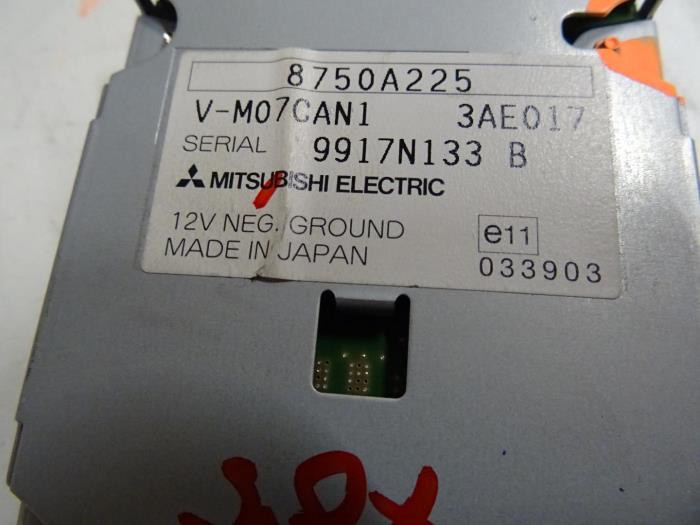 8750A225
V-M07CAN1 3AE017
SERIAL 9917N133 B
MITSUBISHI ELECTRIC
12V NEG. GROUND e11
MADE IN JAPAN 033903